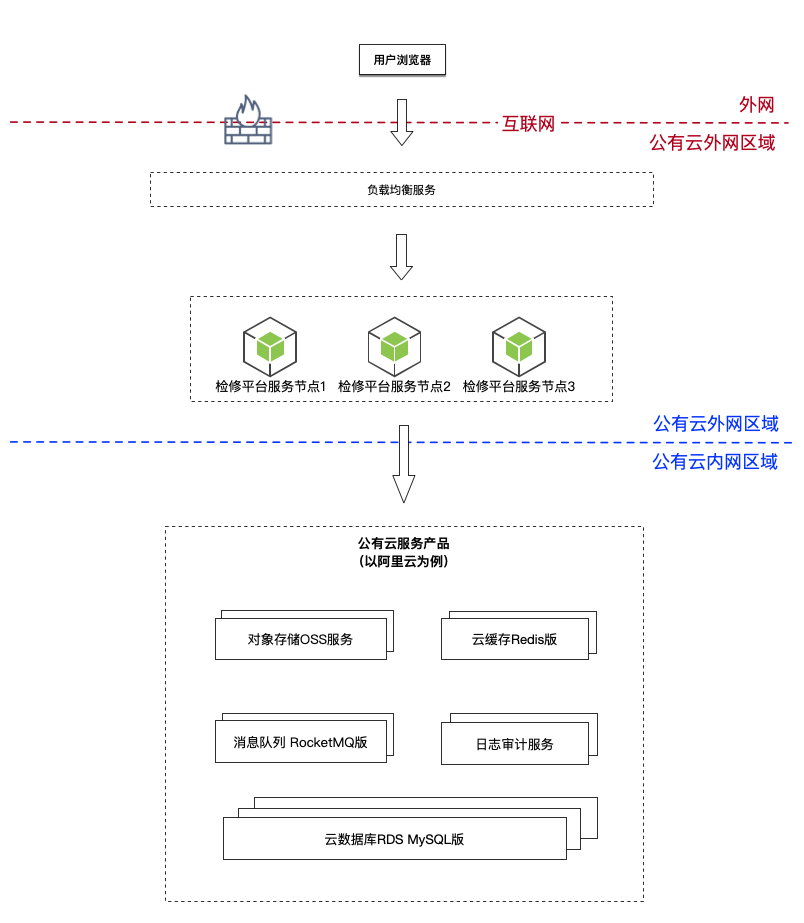 用户浏览器
外网
互联网
公有云外网区域
负载均衡服务
检修平台服务节点1
检修平台服务节点2
检修平台服务节点3
公有云外网区域
公有云内网区域
公有云服务产品
（以阿里云为例）
对象存储OSS服务
云缓存Redis版
消息队列 RocketMQ版
日志审计服务
云数据库RDS MySQL版